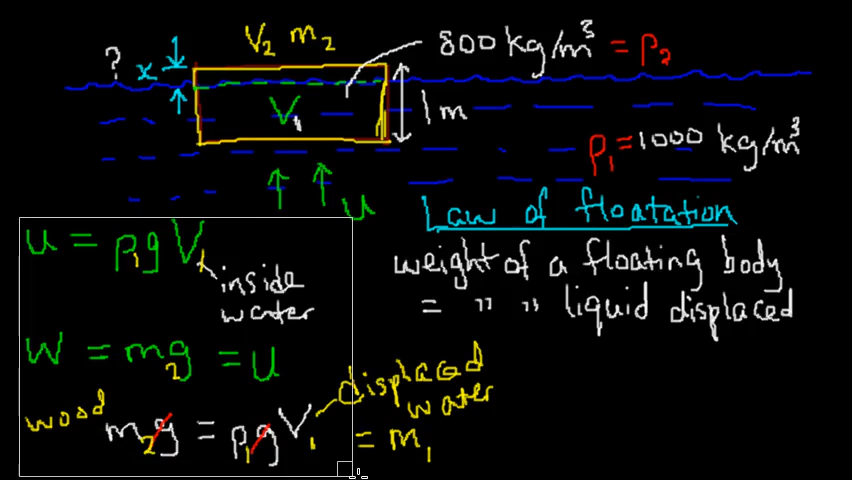 V₂ m₂
800 kg/m³ = ρ₂
? x
V₁
1m
ρ₁ = 1000 kg/m³
u
Law of floatation
u = ρ₁gV₁
inside
water
weight of a floating body
= " " liquid displaced
W = m₂g = u
wood
m₂g = ρ₁gV₁
displaced
water
= m₁